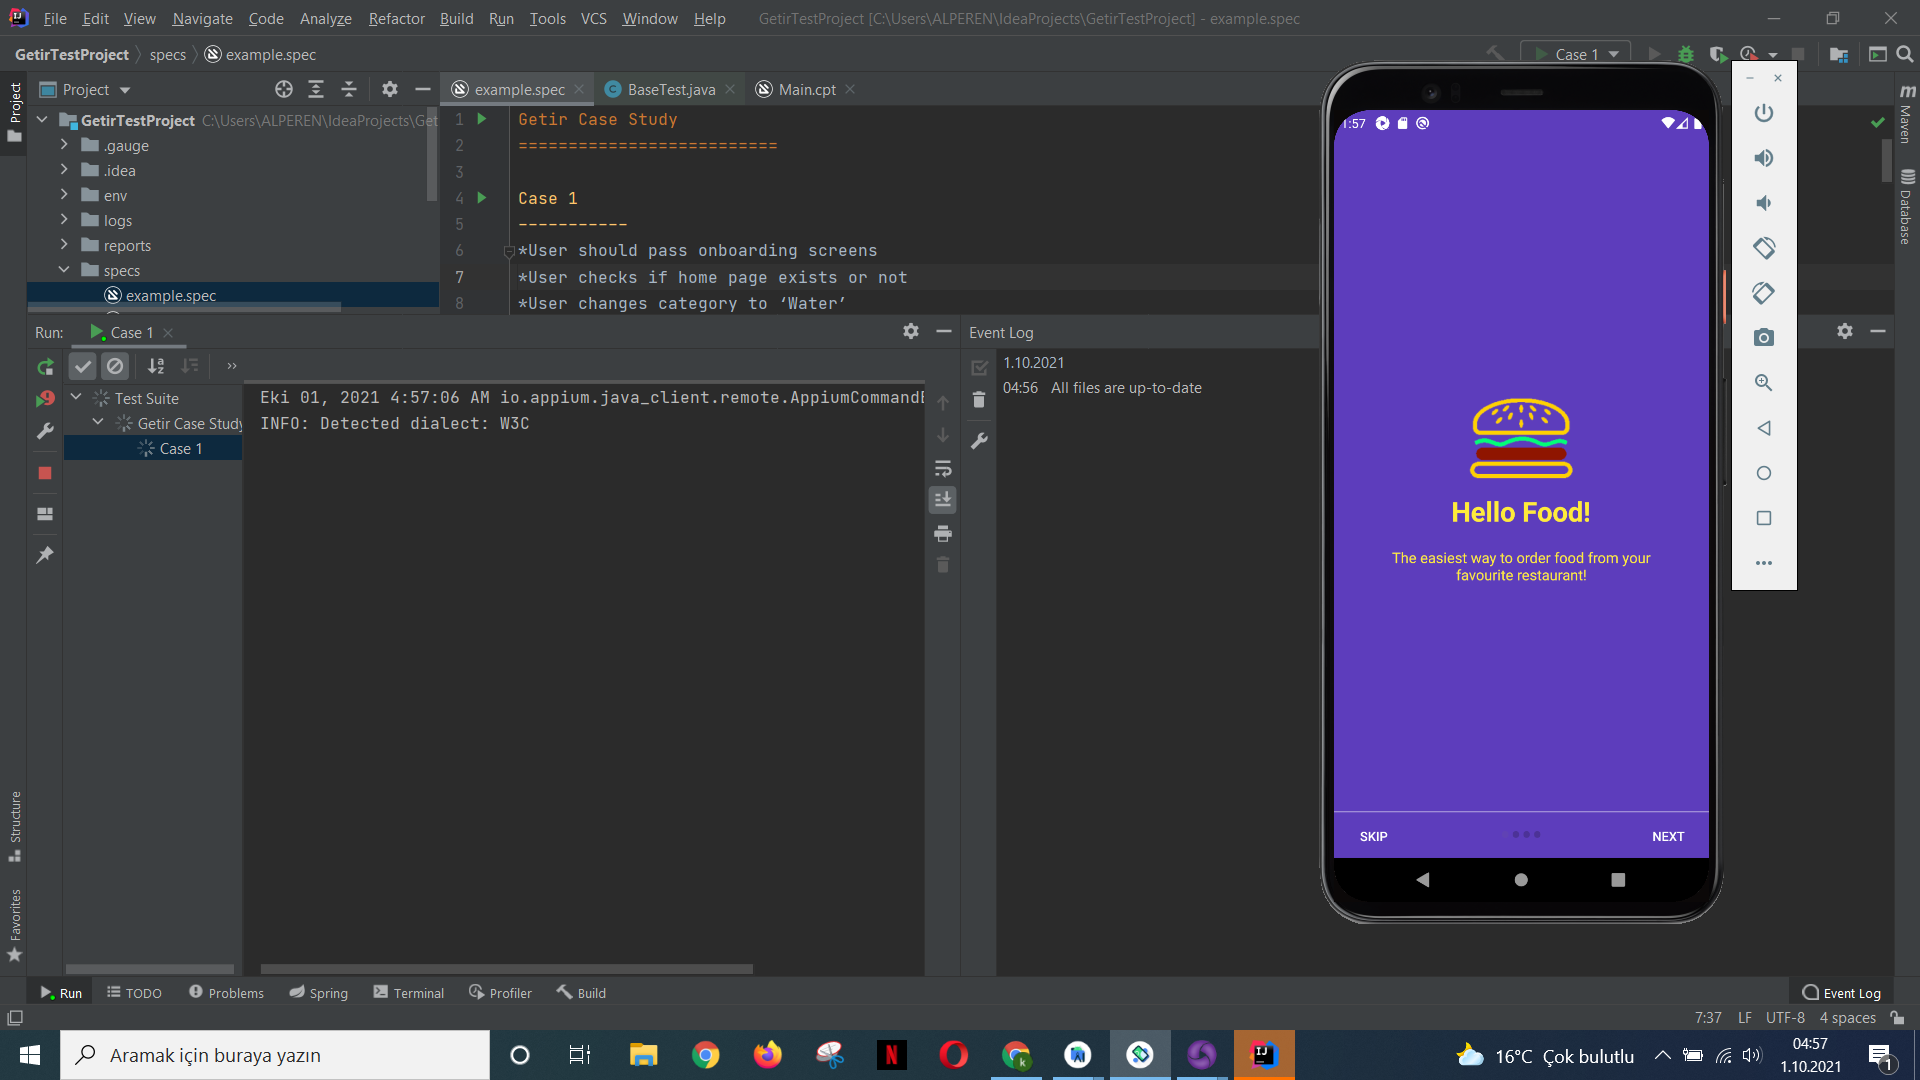 File Edit View Navigate Code Analyze Refactor Build Run Tools VCS Window Help GetirTestProject [C:\Users\ALPEREN\IdeaProjects\GetirTestProject] - example.spec
GetirTestProject specs example.spec
Case 1
Project
example.spec
BaseTest.java
Main.cpt
Project
GetirTestProject C:\Users\ALPEREN\IdeaProjects\Get
.gauge
.idea
env
logs
reports
specs
example.spec
1 Getir Case Study
2 ==========================
3
4 Case 1
5 -----------
6 *User should pass onboarding screens
7 *User checks if home page exists or not
8 *User changes category to ‘Water’
Maven
Database
Run: Case 1
Test Suite
Getir Case Study
Case 1
Eki 01, 2021 4:57:06 AM io.appium.java_client.remote.AppiumCommandE
INFO: Detected dialect: W3C
Event Log
1.10.2021
04:56 All files are up-to-date
1:57
Hello Food!
The easiest way to order food from your
favourite restaurant!
SKIP
NEXT
Structure
Favorites
Run TODO Problems Spring Terminal Profiler Build
Event Log
7:37 LF UTF-8 4 spaces
Aramak için buraya yazın
16°C Çok bulutlu
04:57
1.10.2021
1